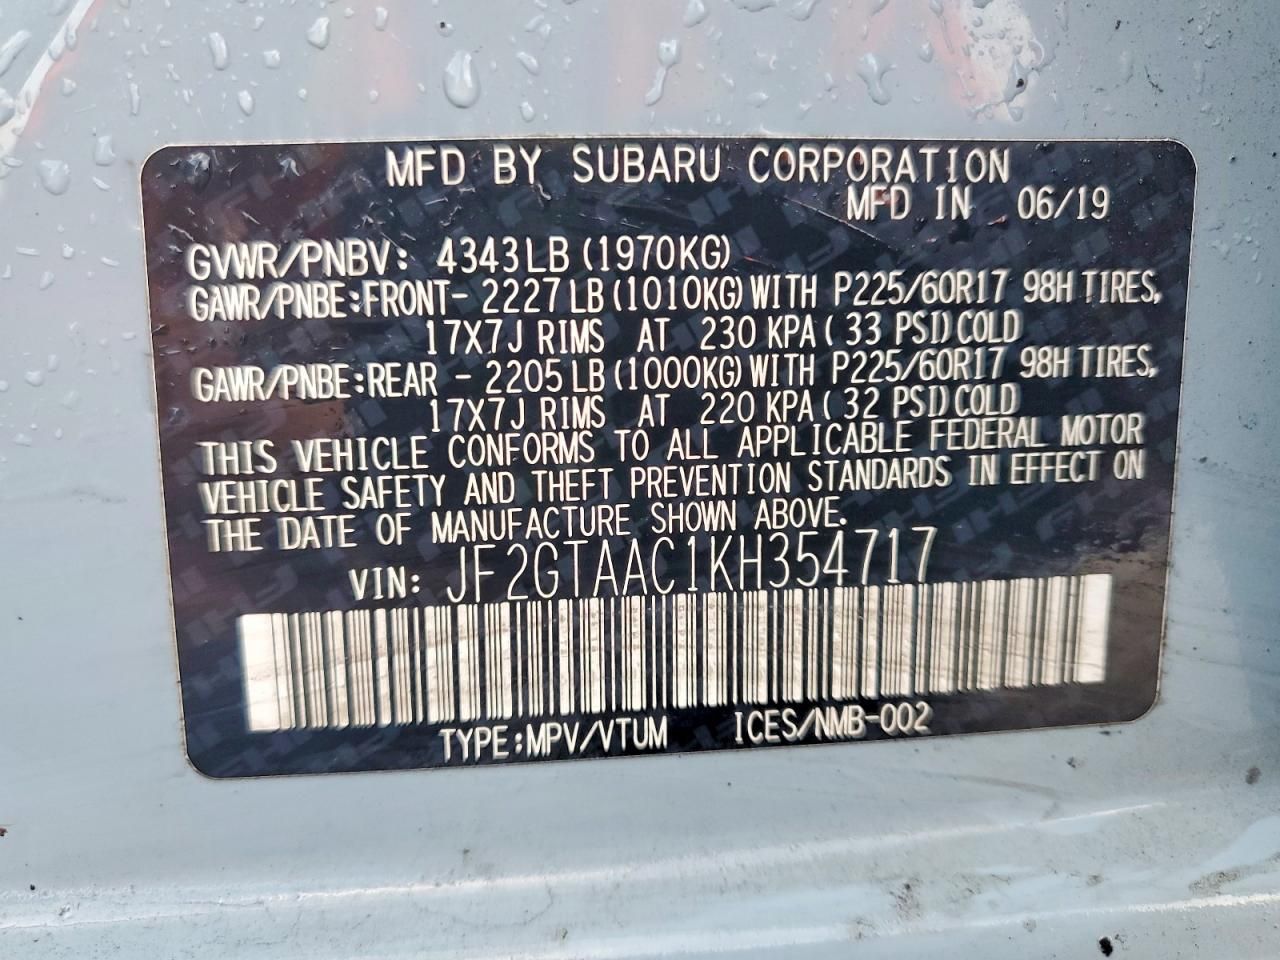 MFD BY SUBARU CORPORATION
MFD IN 06/19
GVWR/PNBV: 4343LB (1970KG)
GAWR/PNBE:FRONT- 2227LB(1010KG)WITH P225/60R17 98H TIRES,
17X7J RIMS AT 230 KPA( 33 PSI)COLD
GAWR/PNBE:REAR - 2205LB(1000KG)WITH P225/60R17 98H TIRES,
17X7J RIMS AT 220 KPA( 32 PSI)COLD
THIS VEHICLE CONFORMS TO ALL APPLICABLE FEDERAL MOTOR
VEHICLE SAFETY AND THEFT PREVENTION STANDARDS IN EFFECT ON
THE DATE OF MANUFACTURE SHOWN ABOVE.
VIN: JF2GTAAC1KH354717
TYPE:MPV/VTUM ICES/NMB-002